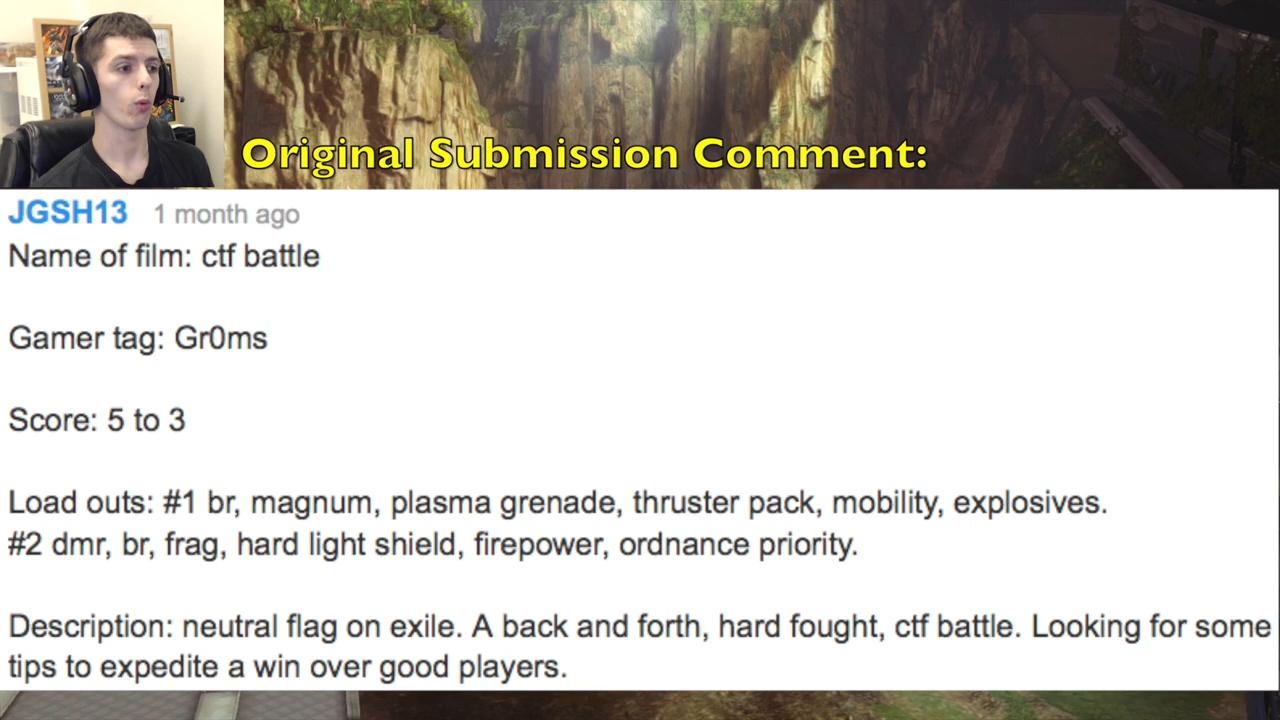 Original Submission Comment:
JGSH13 1 month ago
Name of film: ctf battle
Gamer tag: Gr0ms
Score: 5 to 3
Load outs: #1 br, magnum, plasma grenade, thruster pack, mobility, explosives.
#2 dmr, br, frag, hard light shield, firepower, ordnance priority.
Description: neutral flag on exile. A back and forth, hard fought, ctf battle. Looking for some
tips to expedite a win over good players.